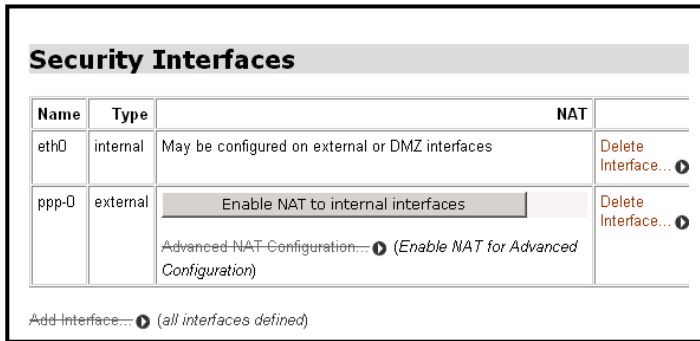 Security Interfaces
Name Type NAT
eth0 internal May be configured on external or DMZ interfaces Delete
Interface...
ppp-0 external Enable NAT to internal interfaces Delete
Interface...
Advanced NAT Configuration... (Enable NAT for Advanced
Configuration)
Add Interface... (all interfaces defined)